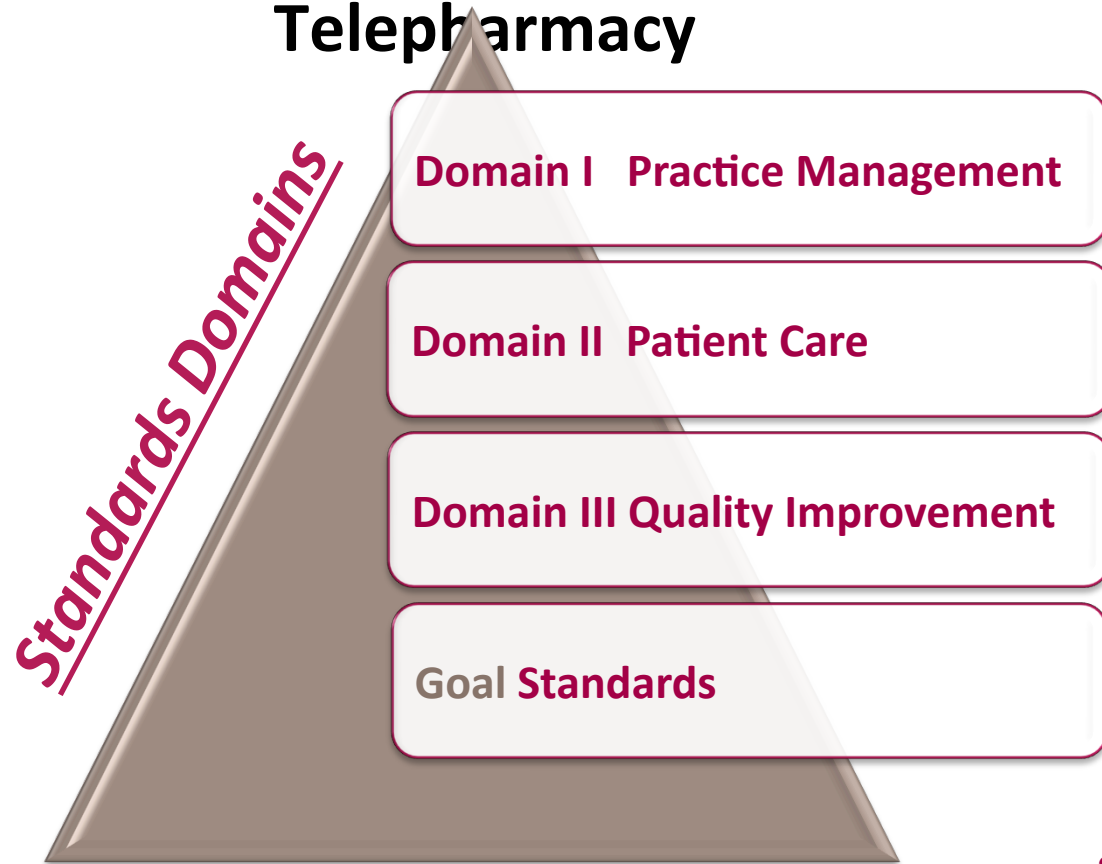 Telepharmacy
Standards Domains
Domain I Practice Management
Domain II Patient Care
Domain III Quality Improvement
Goal Standards